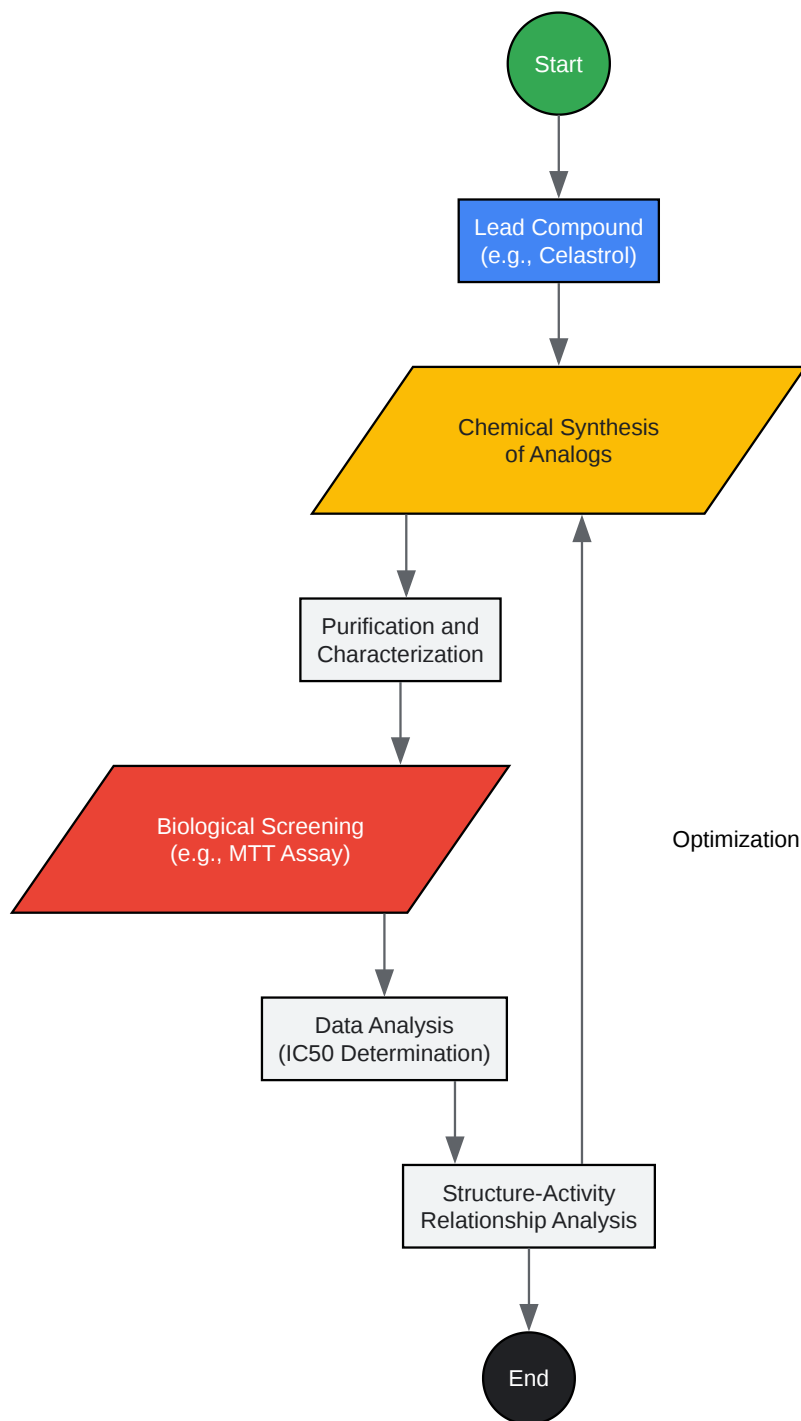 Start
Lead Compound
(e.g., Celastrol)
Chemical Synthesis
of Analogs
Purification and
Characterization
Biological Screening
(e.g., MTT Assay)
Optimization
Data Analysis
(IC50 Determination)
Structure-Activity
Relationship Analysis
End